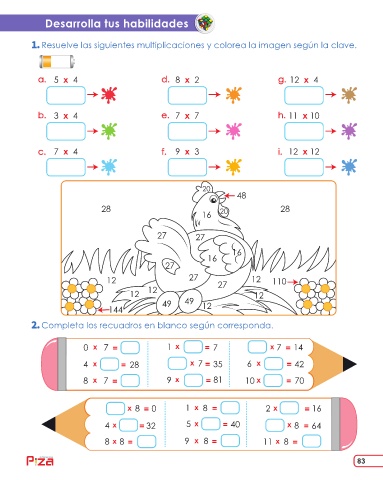 Desarrolla tus habilidades
1. Resuelve las siguientes multiplicaciones y colorea la imagen según la clave.
a. 5 x 4
d. 8 x 2
g. 12 x 4
b. 3 x 4
e. 7 x 7
h. 11 x 10
c. 7 x 4
f. 9 x 3
i. 12 x 12
20
48
28
16
20
28
27
27
16
16
27
12
27
27
12
110
12
12
12
49
49
12
144
2. Completa los recuadros en blanco según corresponda.
0 x 7 =
1 x = 7
x 7 = 14
4 x = 28
x 7 = 35
6 x = 42
8 x 7 =
9 x = 81
10 x = 70
x 8 = 0
1 x 8 =
2 x = 16
4 x = 32
5 x = 40
x 8 = 64
8 x 8 =
9 x 8 =
11 x 8 =
83